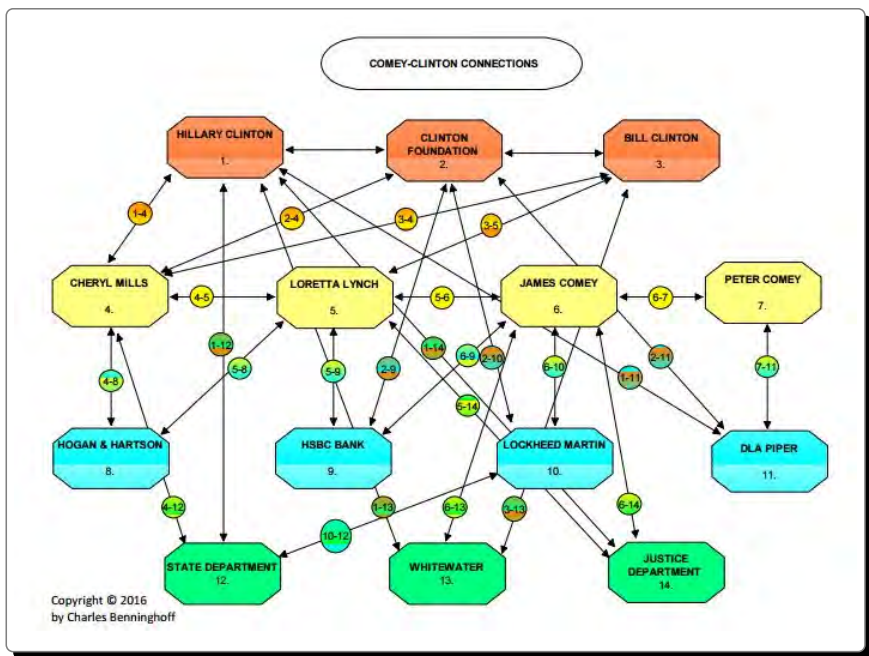 COMEY-CLINTON CONNECTIONS
HILLARY CLINTON
1.
CLINTON
FOUNDATION
2.
BILL CLINTON
3.
1-4
2-4
3-4
3-5
CHERYL MILLS
4.
4-5
LORETTA LYNCH
5.
5-6
JAMES COMEY
6.
6-7
PETER COMEY
7.
1-12
1-14
4-8
5-8
5-9
2-9
6-9
2-10
6-10
1-11
2-11
7-11
5-14
HOGAN & HARTSON
8.
HSBC BANK
9.
LOCKHEED MARTIN
10.
DLA PIPER
11.
4-12
10-12
1-13
6-13
3-13
6-14
STATE DEPARTMENT
12.
WHITEWATER
13.
JUSTICE
DEPARTMENT
14.
Copyright © 2016
by Charles Benninghoff